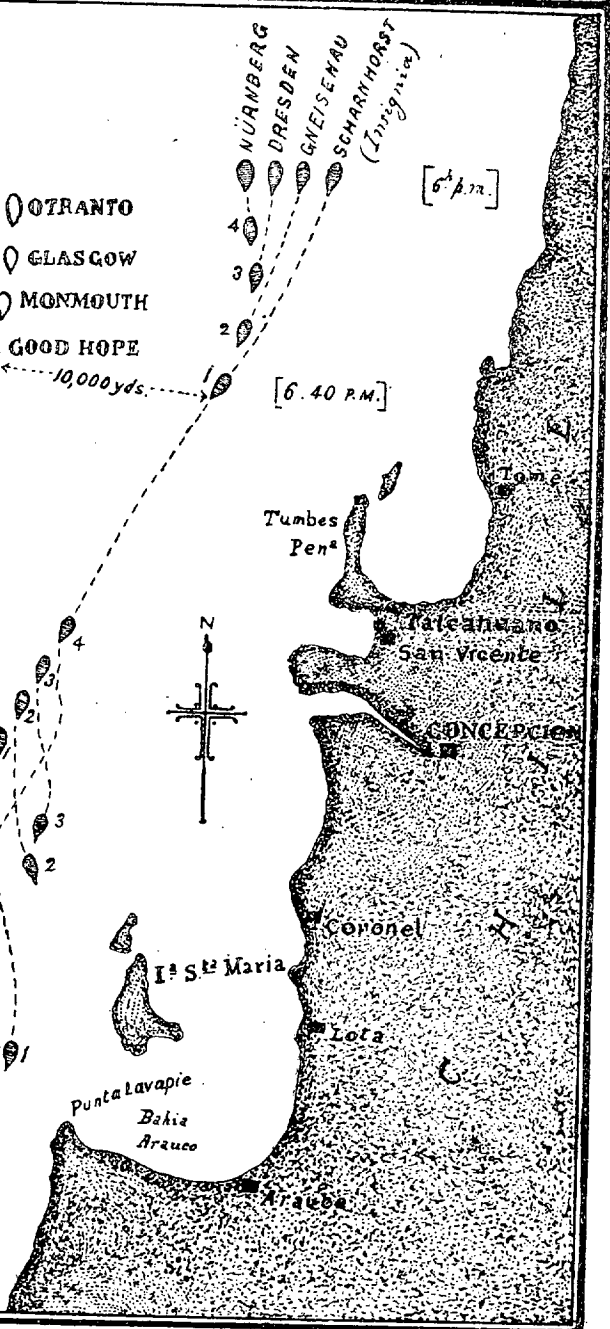 NÜRNBERG
DRESDEN
GNEISENAU
SCHARNHORST
(Insignia)
[6.h p.m.]
OTRANTO
GLASGOW
MONMOUTH
GOOD HOPE
10,000 yds.
4
3
2
1
[6.40 P.M.]
Tome
Tumbes
Pena
Talcahuano
San Vicente
N
CONCEPCION
4
3
2
3
2
Coronel
Ia Sta Maria
Lota
1
Punta Lavapie
Bahia
Arauco
CHILE